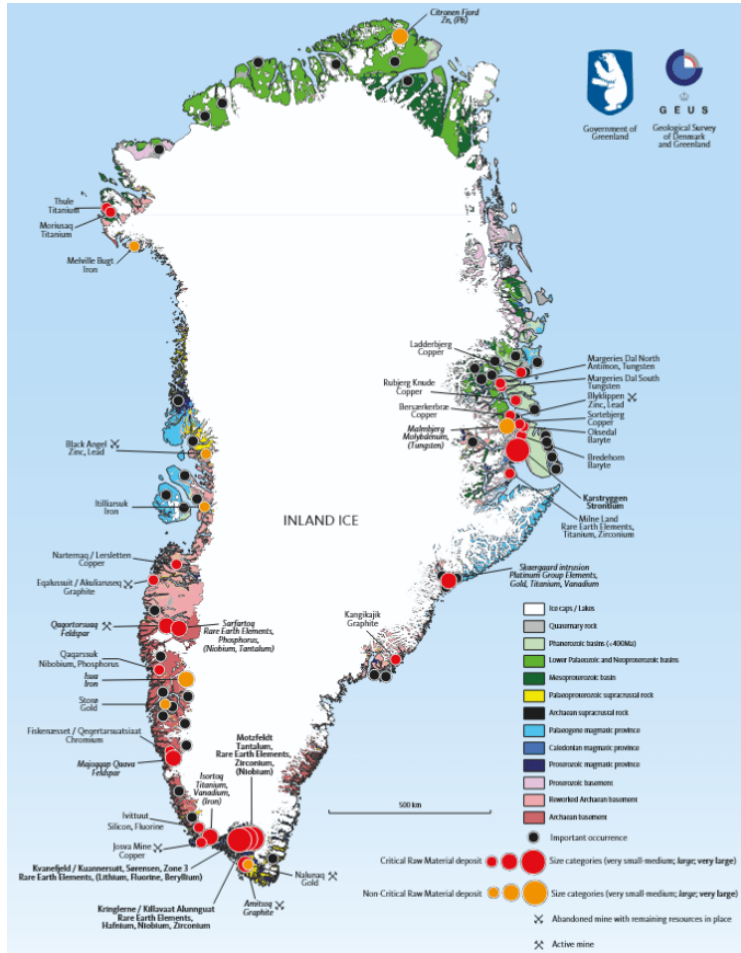 Citronen Fjord
Zn, (Pb)
Government of
Greenland
G E U S
Geological Survey
of Denmark
and Greenland
Thule
Titanium
Moriusaq
Titanium
Melville Bugt
Iron
Ladderbjerg
Copper
Margeries Dal North
Antimon, Tungsten
Rubjerg Knude
Copper
Margeries Dal South
Tungsten
Blyklippen
Zinc, Lead
Berserkerbræ
Copper
Sortebjerg
Copper
Malmbjerg
Molybdenum,
(Tungsten)
Oksedal
Baryte
Bredehorn
Baryte
Black Angel
Zinc, Lead
Karstryggen
Strontium
Itilliarsuk
Iron
INLAND ICE
Milne Land
Rare Earth Elements,
Titanium, Zirconium
Narternaq / Lersletten
Copper
Skaergaard intrusion
Platinum Group Elements,
Gold, Titanium, Vanadium
Eqalussuit / Akuliaruseq
Graphite
Kangikajik
Graphite
Qaqortorsuaq
Feldspar
Sarfartoq
Rare Earth Elements,
Phosphorus,
(Niobium, Tantalum)
Qaqarssuk
Nibobium, Phosphorus
Isua
Iron
Storø
Gold
Fiskenæsset / Qeqertarsuatsiaat
Chromium
Majuqqap Qaava
Feldspar
Motzfeldt
Tantalum,
Rare Earth Elements,
Zirconium,
(Niobium)
Isortoq
Titanium,
Vanadium,
(Iron)
Ivittuut
Silicon, Fluorine
Josva Mine
Copper
Kvanefjeld / Kuannersuit, Sørensen, Zone 3
Rare Earth Elements, (Lithium, Fluorine, Beryllium)
Nalunaq
Gold
Amitsoq
Graphite
Kringlerne / Killavaat Alannguat
Rare Earth Elements,
Hafnium, Niobium, Zirconium
500 km
Ice caps / Lakes
Quaternary rock
Phanerozoic basins (<400Ma)
Lower Palaeozoic and Neoproterozoic basins
Mesoproterozoic basin
Palaeoproterozoic supracrustal rock
Archaean supracrustal rock
Palaeogene magmatic province
Caledonian magmatic province
Proterozoic magmatic province
Proterozoic basement
Reworked Archaean basement
Archaean basement
Important occurrence
Critical Raw Material deposit
Size categories (very small-medium; large; very large)
Non-Critical Raw Material deposit
Size categories (very small-medium; large; very large)
Abandoned mine with remaining resources in place
Active mine